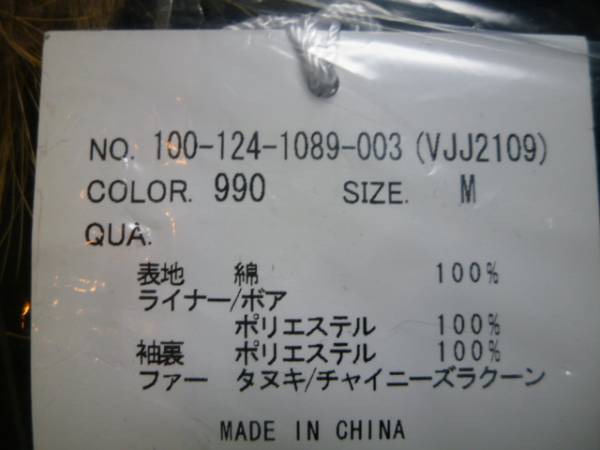 NO. 100-124-1089-003 (VJJ2109)
COLOR. 990 SIZE. M
QUA.
表地 綿 100%
ライナー/ボア
ポリエステル 100%
袖裏 ポリエステル 100%
ファー タヌキ/チャイニーズラクーン
MADE IN CHINA